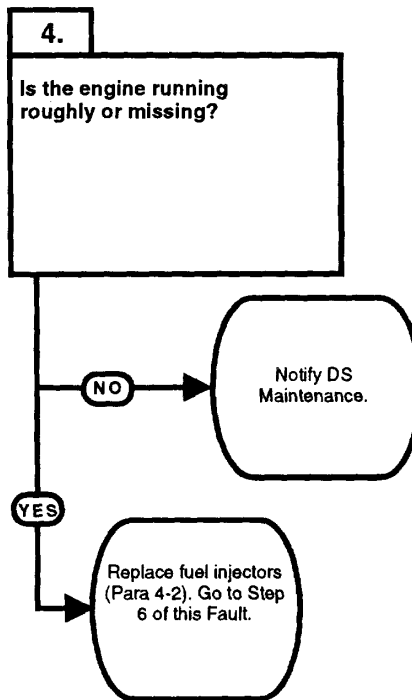 4.
Is the engine running
roughly or missing?
NO
Notify DS
Maintenance.
YES
Replace fuel injectors
(Para 4-2). Go to Step
6 of this Fault.